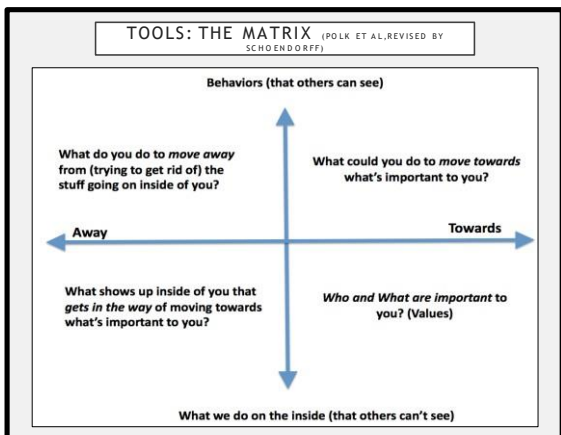 TOOLS: THE MATRIX (POLK ET AL,REVISED BY
SCHOENDORFF)
Behaviors (that others can see)
What do you do to move away
from (trying to get rid of) the
stuff going on inside of you?
What could you do to move towards
what's important to you?
Away
Towards
What shows up inside of you that
gets in the way of moving towards
what's important to you?
Who and What are important to
you? (Values)
What we do on the inside (that others can't see)